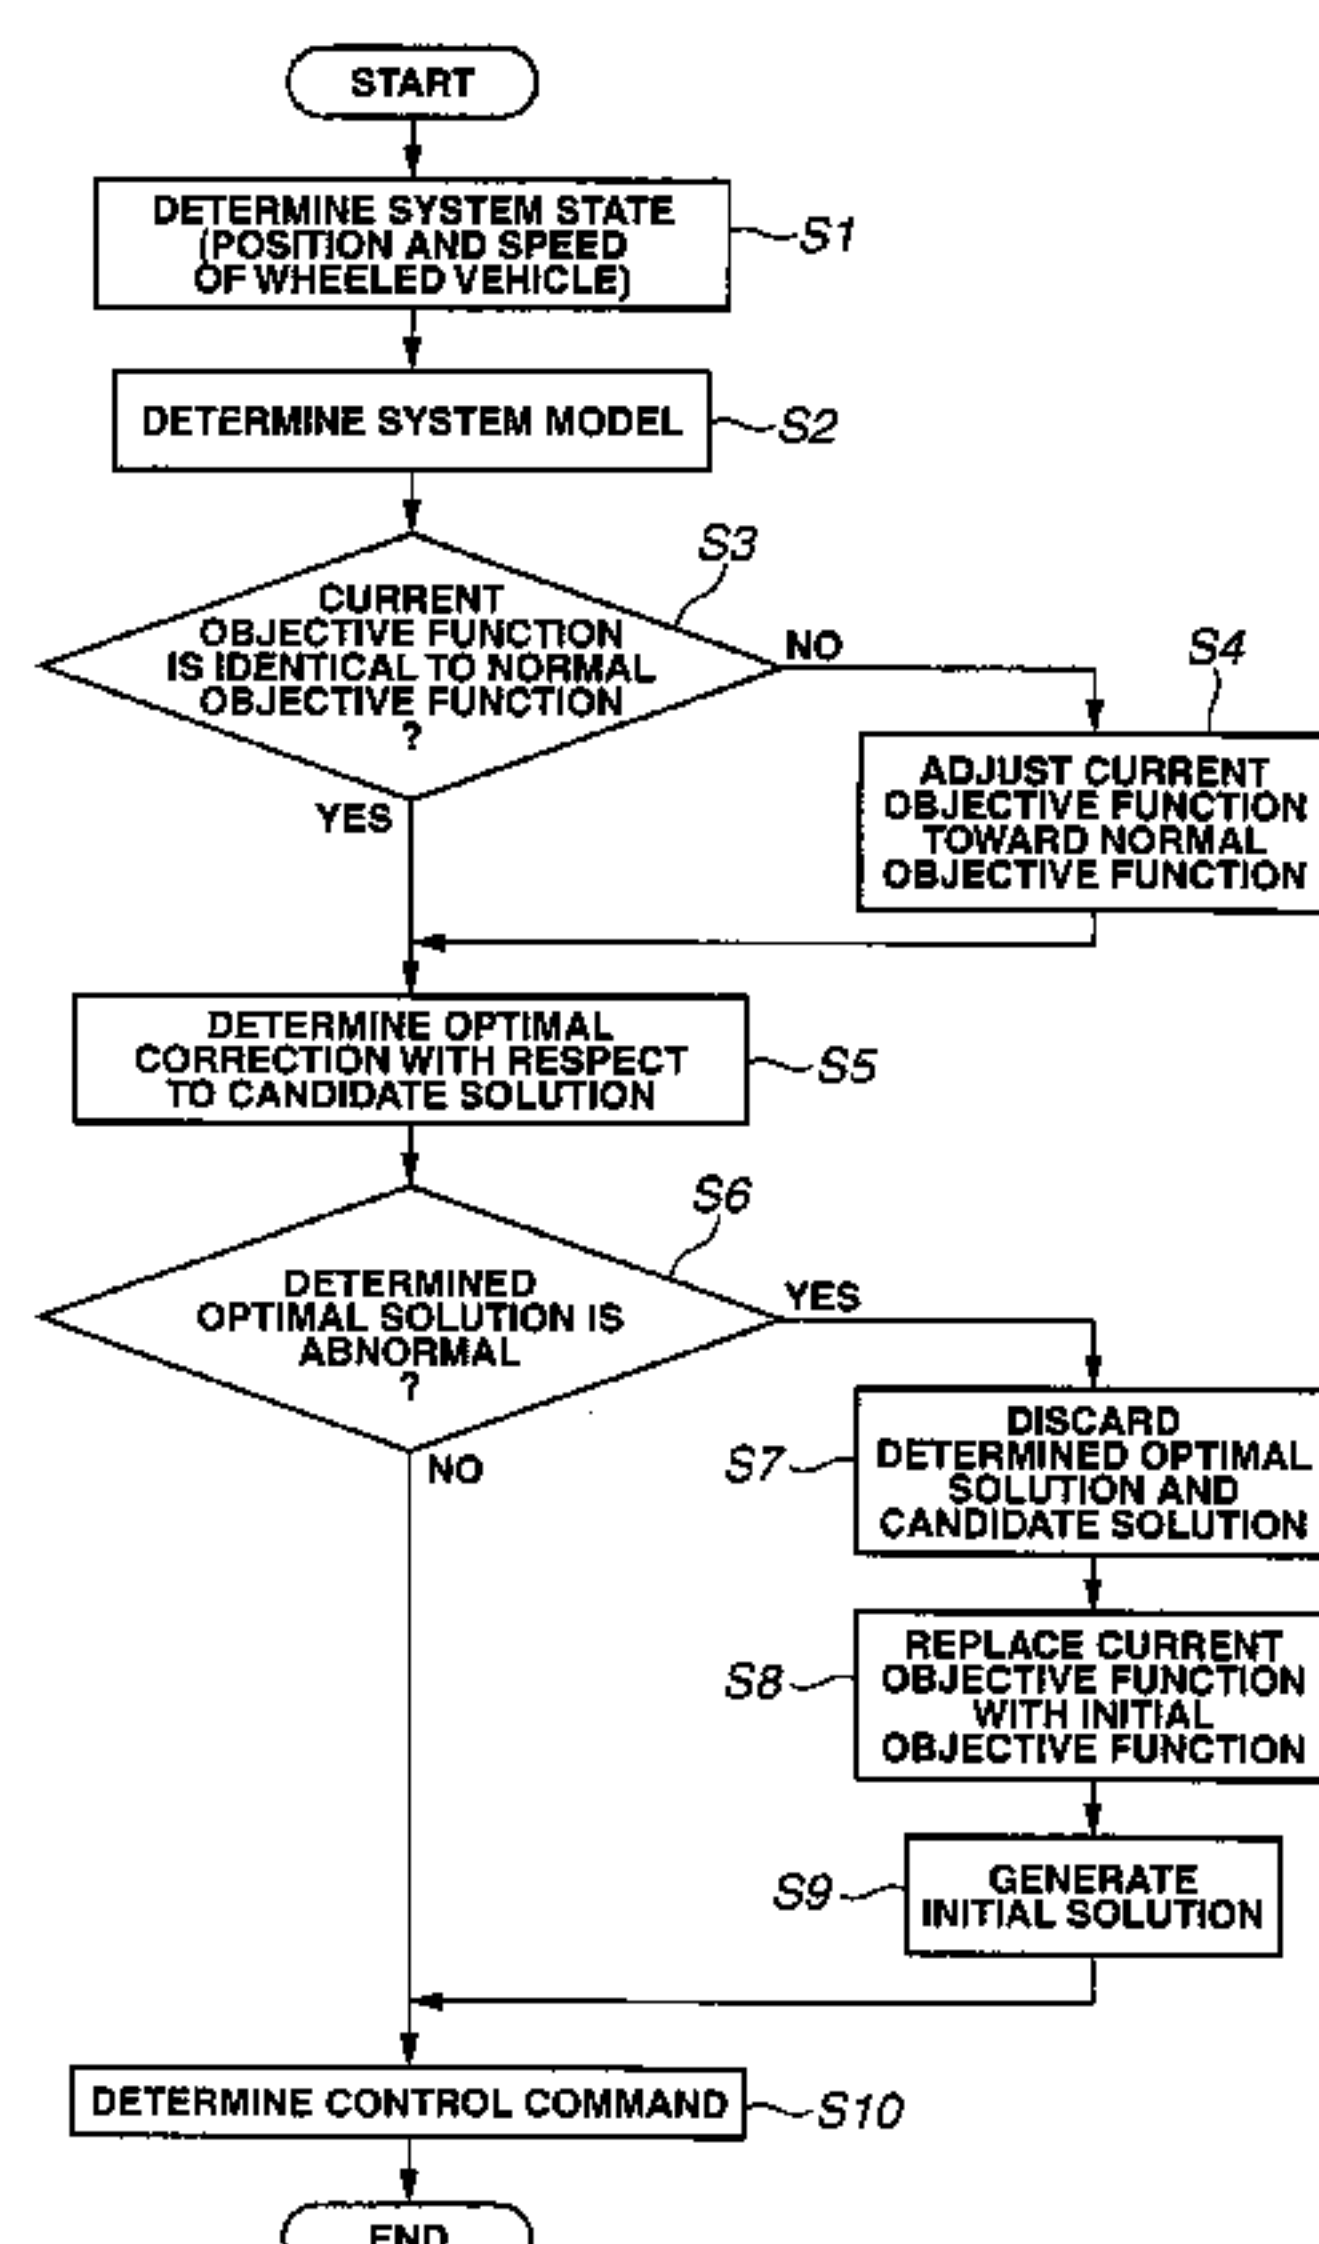 START
DETERMINE SYSTEM STATE
(POSITION AND SPEED
OF WHEELED VEHICLE)
S1
DETERMINE SYSTEM MODEL
S2
S3
CURRENT
OBJECTIVE FUNCTION
IS IDENTICAL TO NORMAL
OBJECTIVE FUNCTION
?
NO
YES
S4
ADJUST CURRENT
OBJECTIVE FUNCTION
TOWARD NORMAL
OBJECTIVE FUNCTION
DETERMINE OPTIMAL
CORRECTION WITH RESPECT
TO CANDIDATE SOLUTION
S5
S6
DETERMINED
OPTIMAL SOLUTION IS
ABNORMAL
?
YES
NO
S7
DISCARD
DETERMINED OPTIMAL
SOLUTION AND
CANDIDATE SOLUTION
S8
REPLACE CURRENT
OBJECTIVE FUNCTION
WITH INITIAL
OBJECTIVE FUNCTION
S9
GENERATE
INITIAL SOLUTION
DETERMINE CONTROL COMMAND
S10
END